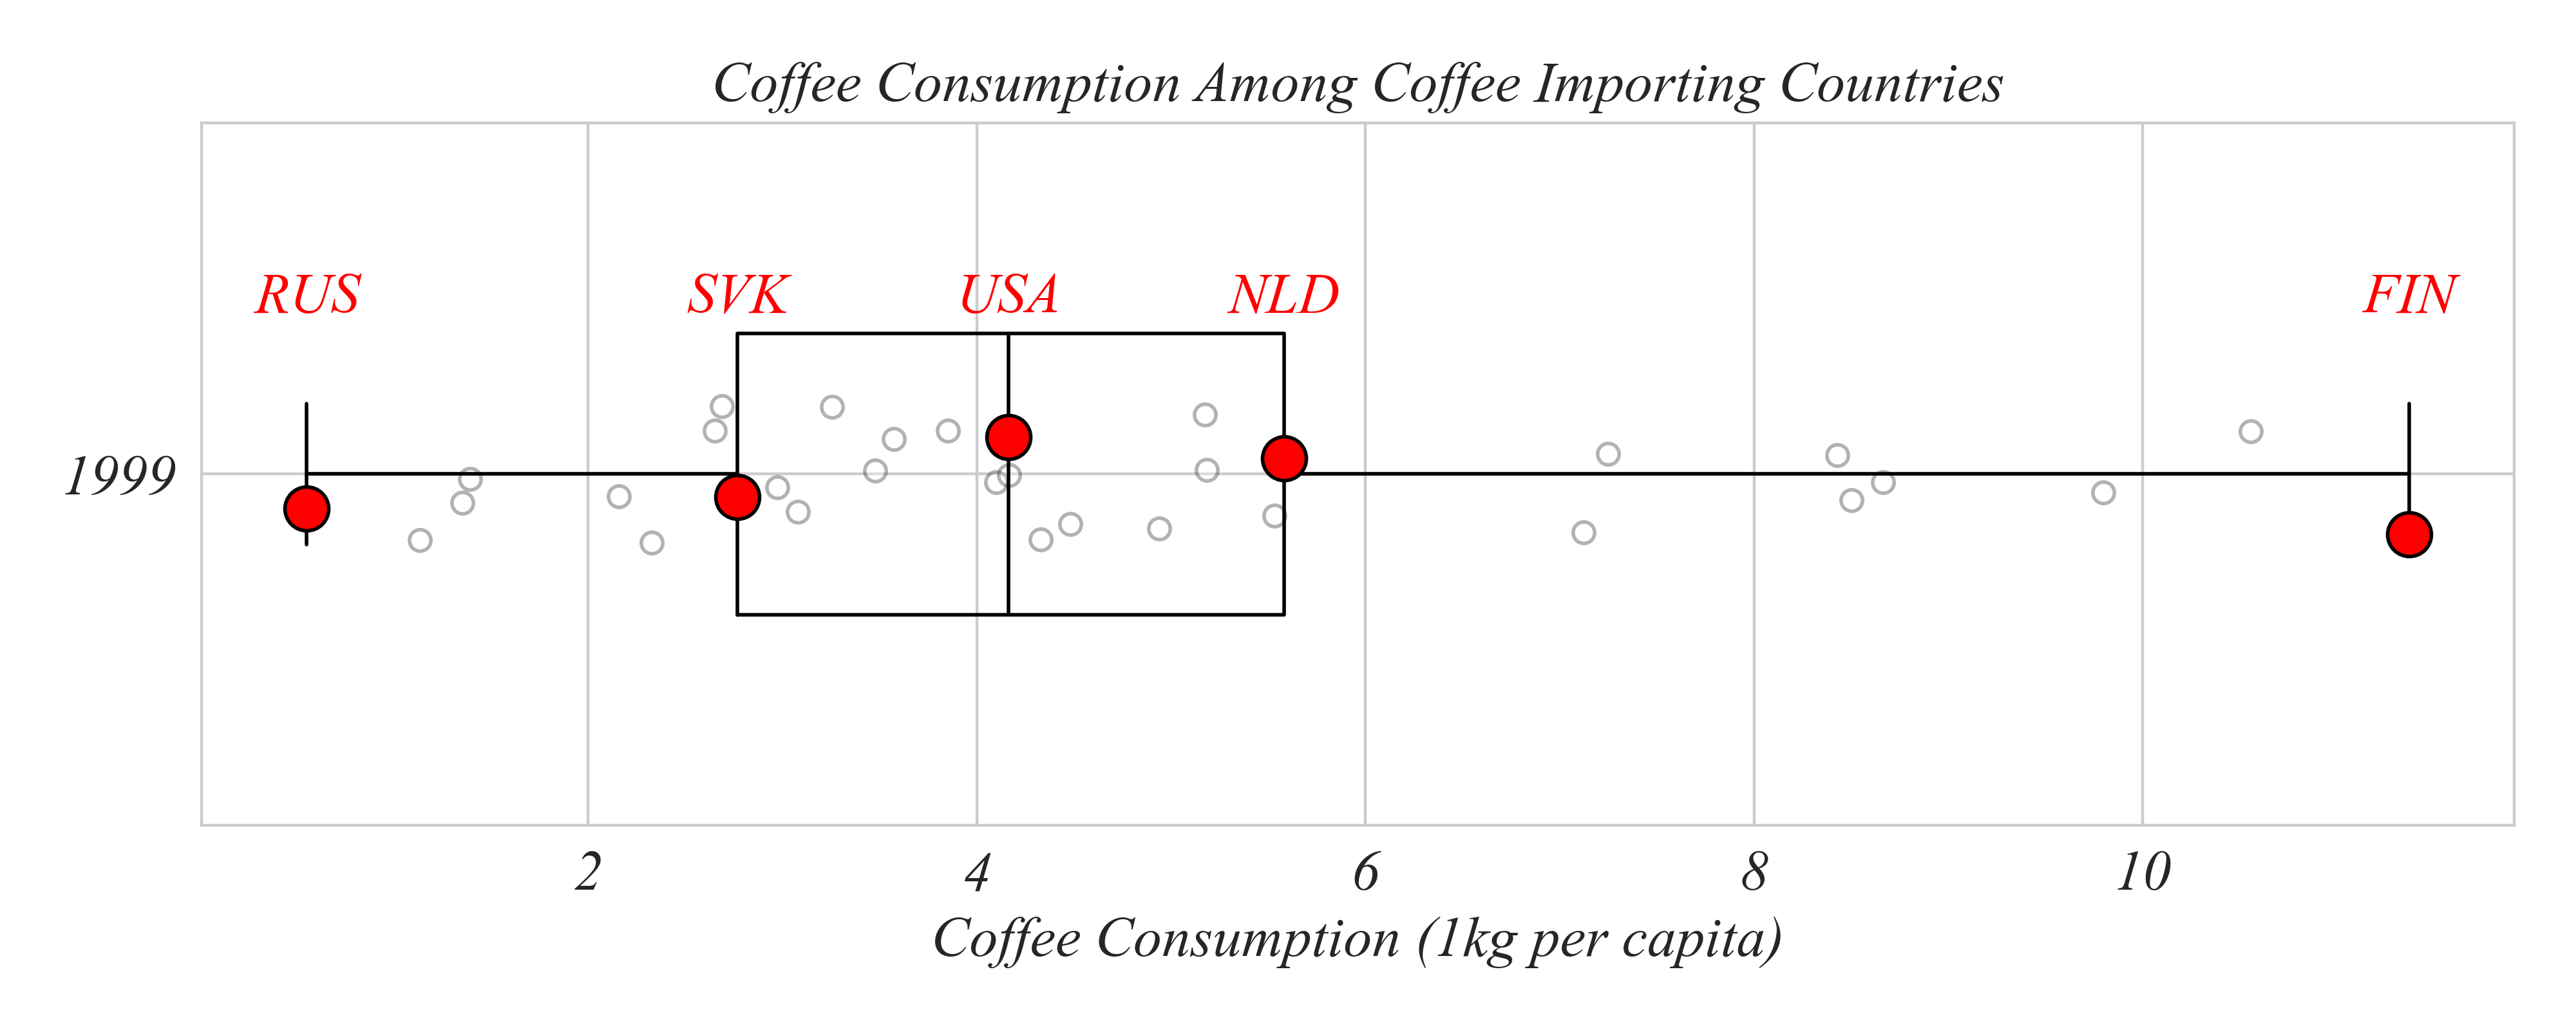 Coffee Consumption Among Coffee Importing Countries
RUS SVK USA NLD FIN
1999
2 4 6 8 10
Coffee Consumption (1kg per capita)